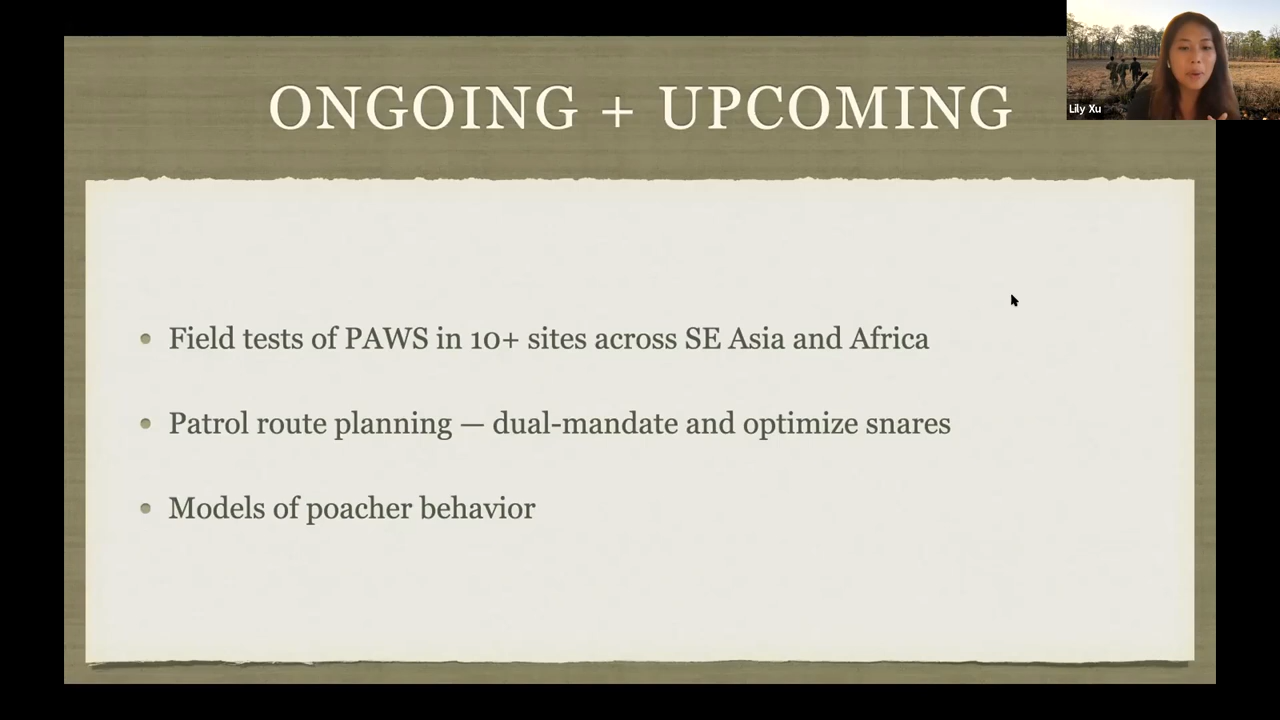 ONGOING + UPCOMING
Lily Xu
• Field tests of PAWS in 10+ sites across SE Asia and Africa
• Patrol route planning — dual-mandate and optimize snares
• Models of poacher behavior